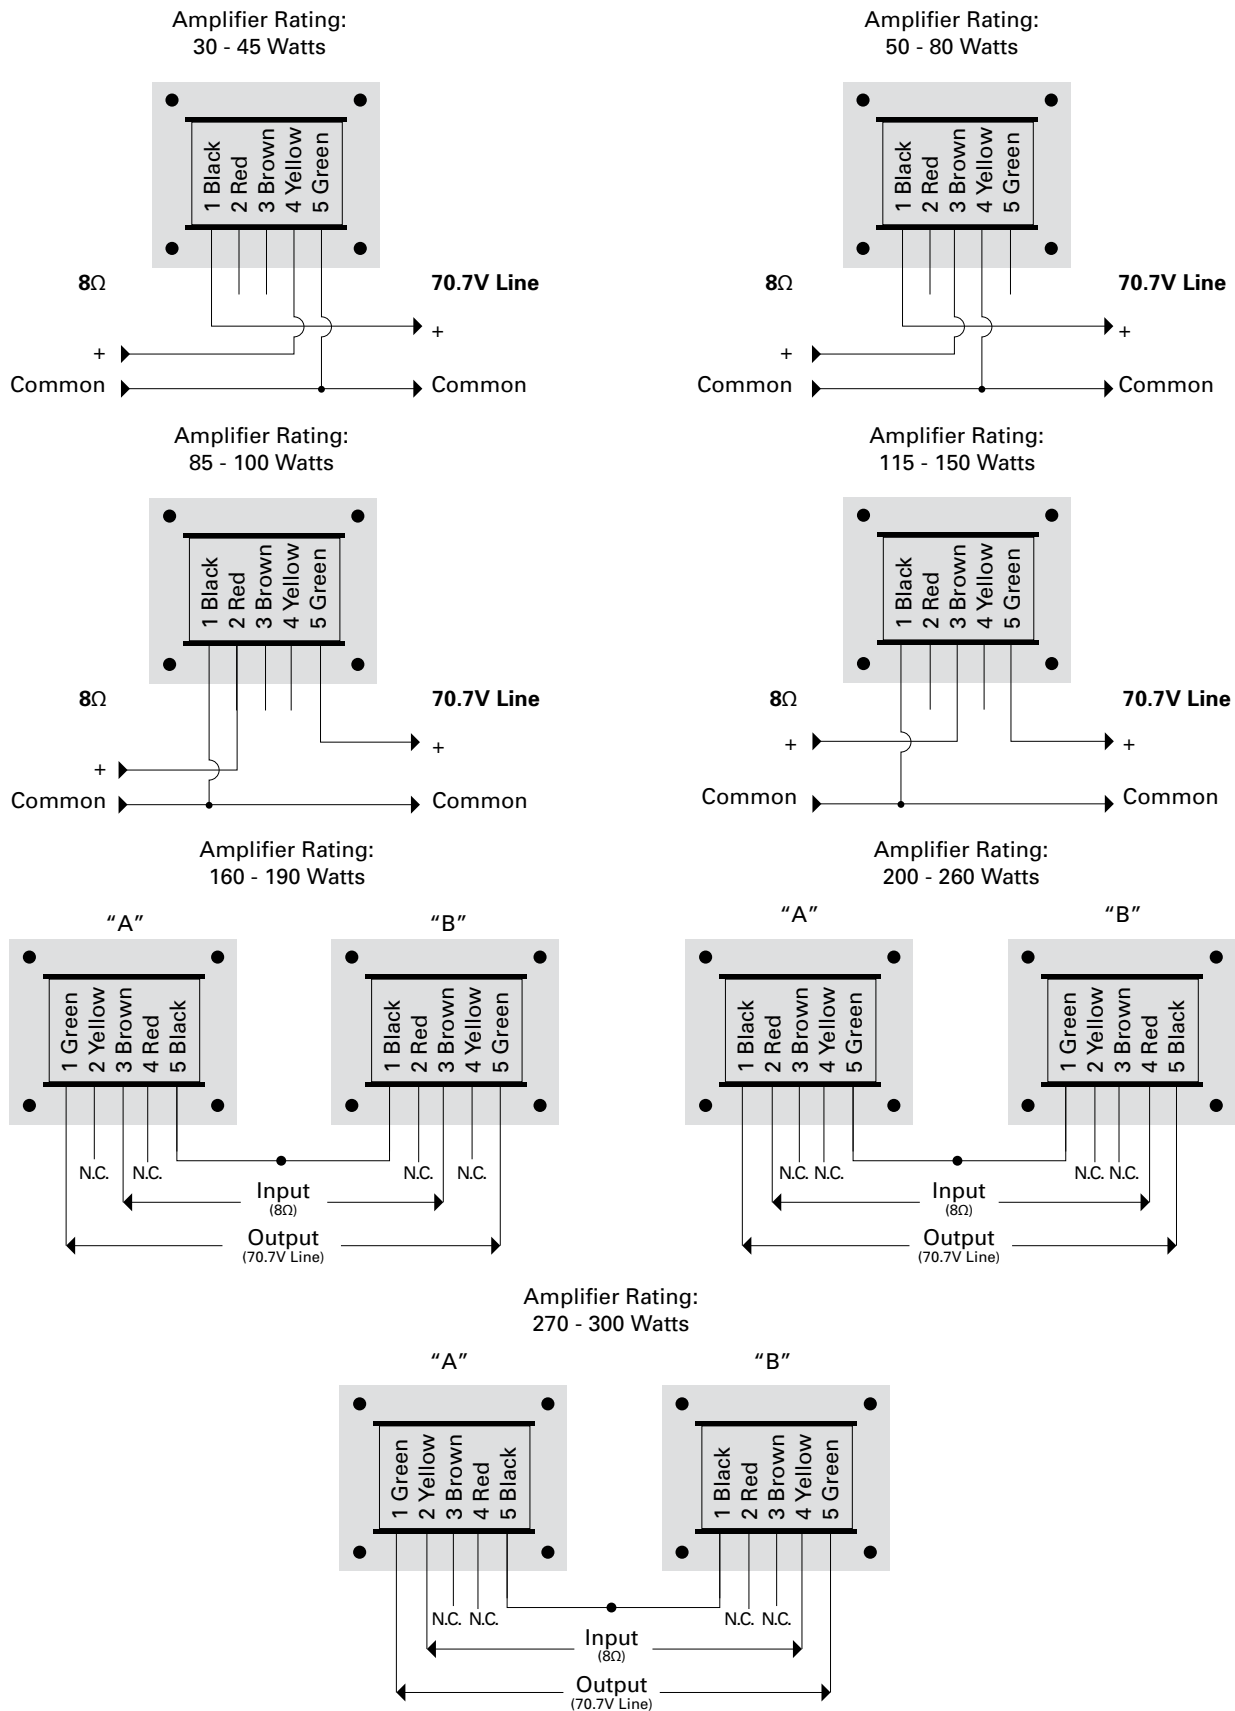 Amplifier Rating:
30 - 45 Watts
1 Black
2 Red
3 Brown
4 Yellow
5 Green
8Ω
70.7V Line
+
+
Common
Common
Amplifier Rating:
50 - 80 Watts
1 Black
2 Red
3 Brown
4 Yellow
5 Green
8Ω
70.7V Line
+
+
Common
Common
Amplifier Rating:
85 - 100 Watts
1 Black
2 Red
3 Brown
4 Yellow
5 Green
8Ω
70.7V Line
+
+
Common
Common
Amplifier Rating:
115 - 150 Watts
1 Black
2 Red
3 Brown
4 Yellow
5 Green
8Ω
70.7V Line
+
+
Common
Common
Amplifier Rating:
160 - 190 Watts
“A”
“B”
1 Green
2 Yellow
3 Brown
4 Red
5 Black
1 Black
2 Red
3 Brown
4 Yellow
5 Green
N.C.
N.C.
N.C.
N.C.
Input
(8Ω)
Output
(70.7V Line)
Amplifier Rating:
200 - 260 Watts
“A”
“B”
1 Black
2 Red
3 Brown
4 Yellow
5 Green
1 Green
2 Yellow
3 Brown
4 Red
5 Black
N.C.
N.C.
N.C.
N.C.
Input
(8Ω)
Output
(70.7V Line)
Amplifier Rating:
270 - 300 Watts
“A”
“B”
1 Green
2 Yellow
3 Brown
4 Red
5 Black
1 Black
2 Red
3 Brown
4 Yellow
5 Green
N.C.
N.C.
N.C.
N.C.
Input
(8Ω)
Output
(70.7V Line)